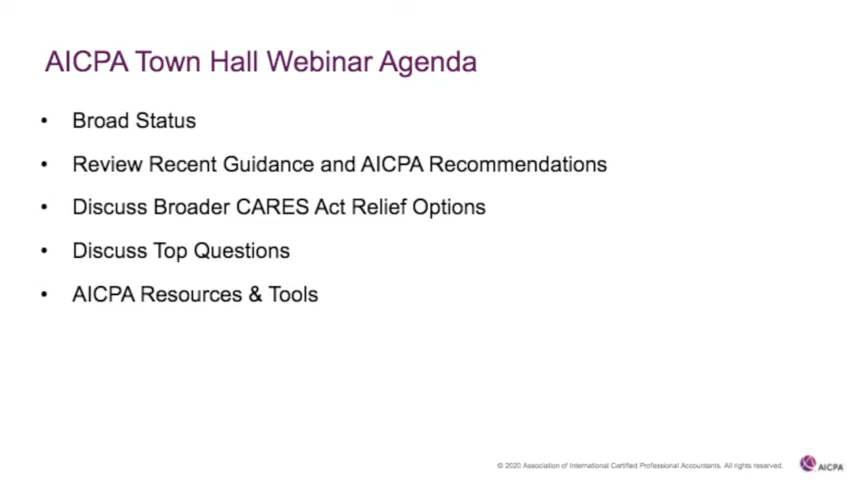 AICPA Town Hall Webinar Agenda
• Broad Status
• Review Recent Guidance and AICPA Recommendations
• Discuss Broader CARES Act Relief Options
• Discuss Top Questions
• AICPA Resources & Tools
© 2020 Association of International Certified Professional Accountants. All rights reserved.
AICPA